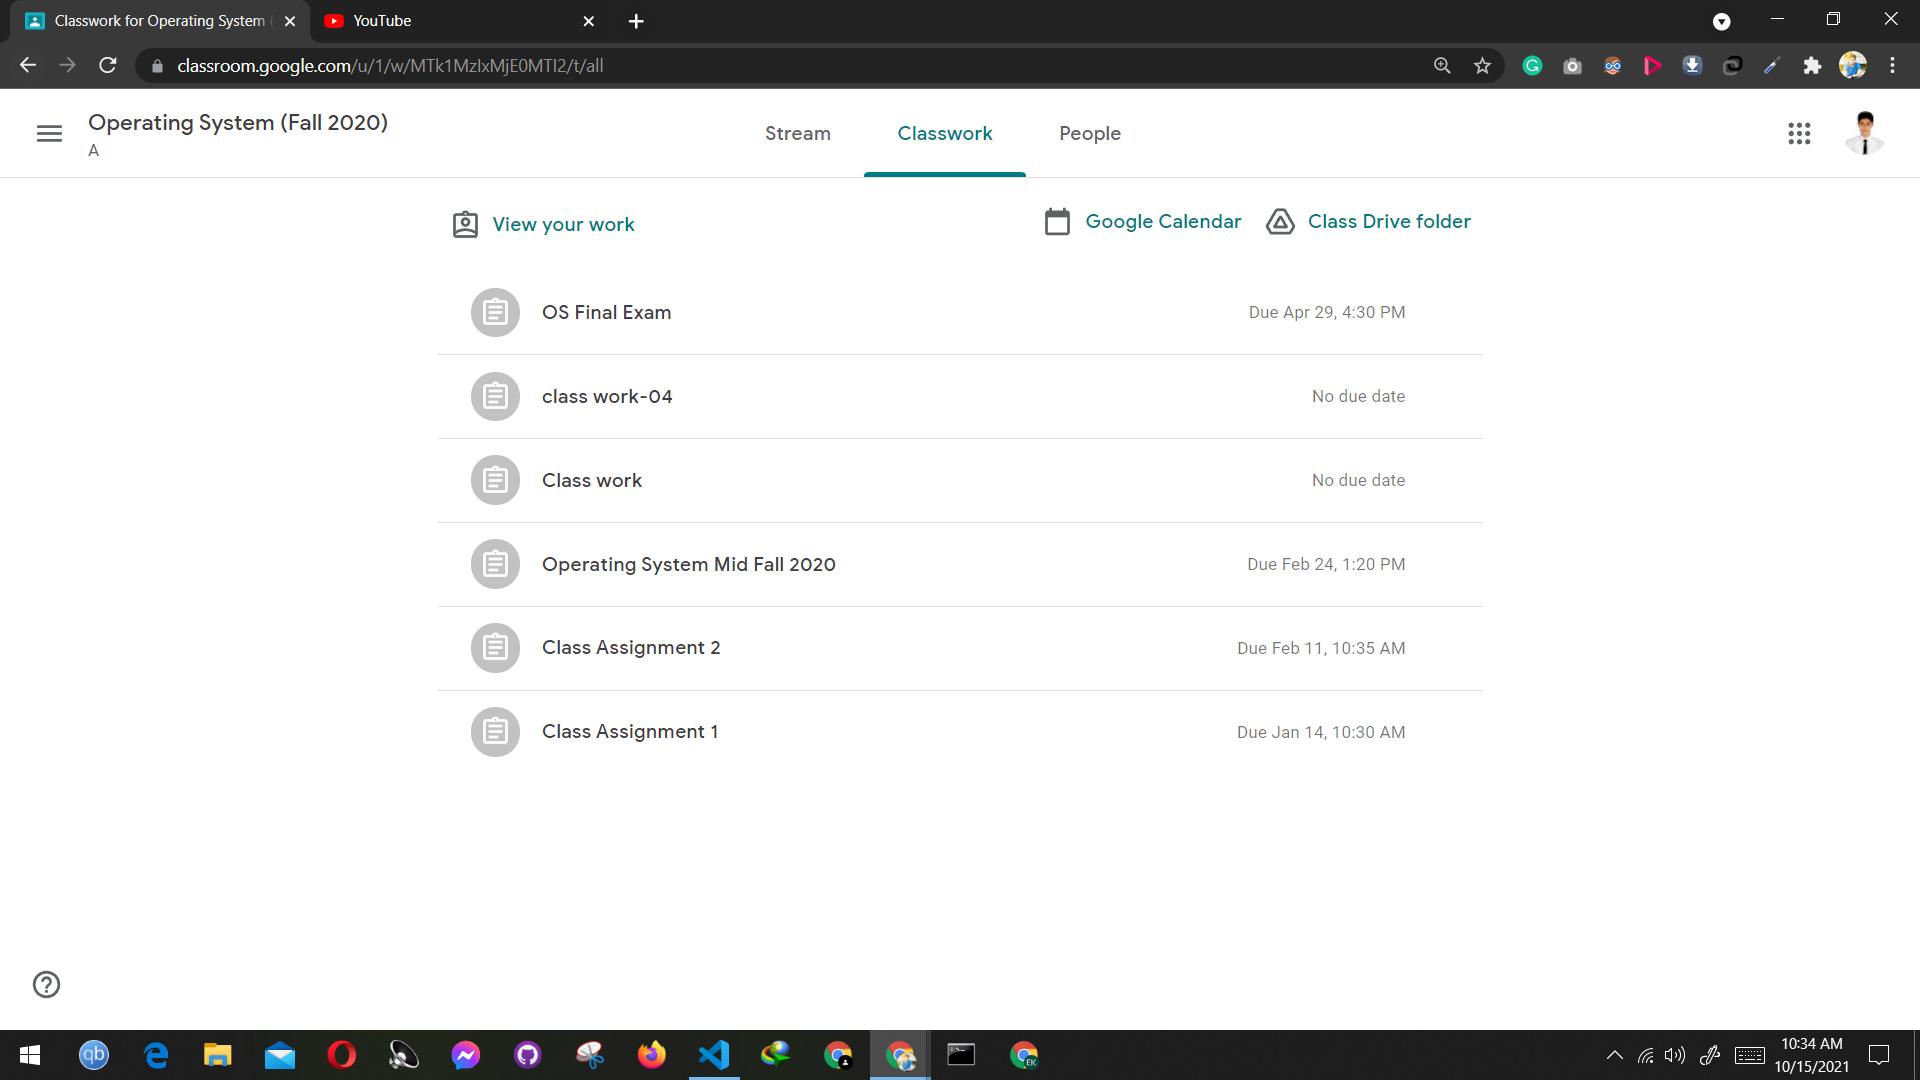 Classwork for Operating System (
YouTube
classroom.google.com/u/1/w/MTk1MzIxMjE0MTI2/t/all
Operating System (Fall 2020)
A
Stream
Classwork
People
View your work
Google Calendar
Class Drive folder
OS Final Exam
Due Apr 29, 4:30 PM
class work-04
No due date
Class work
No due date
Operating System Mid Fall 2020
Due Feb 24, 1:20 PM
Class Assignment 2
Due Feb 11, 10:35 AM
Class Assignment 1
Due Jan 14, 10:30 AM
qb
EK
10:34 AM
10/15/2021